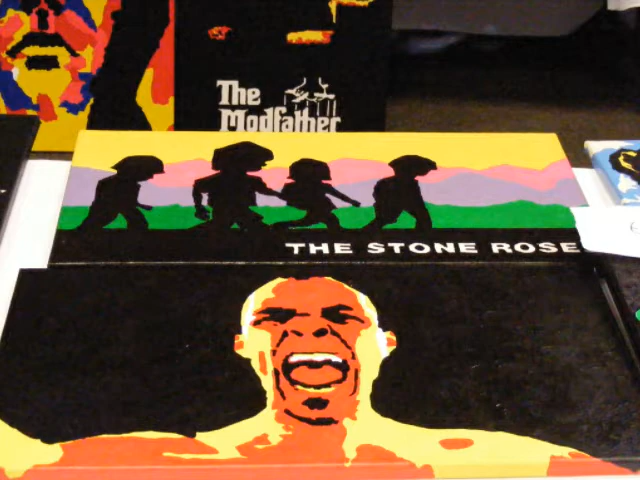 The
Modfather
THE STONE ROSE
€